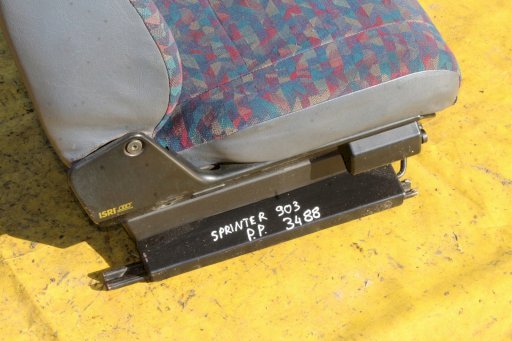 ISRI
SPRINTER 903
P.P. 3488